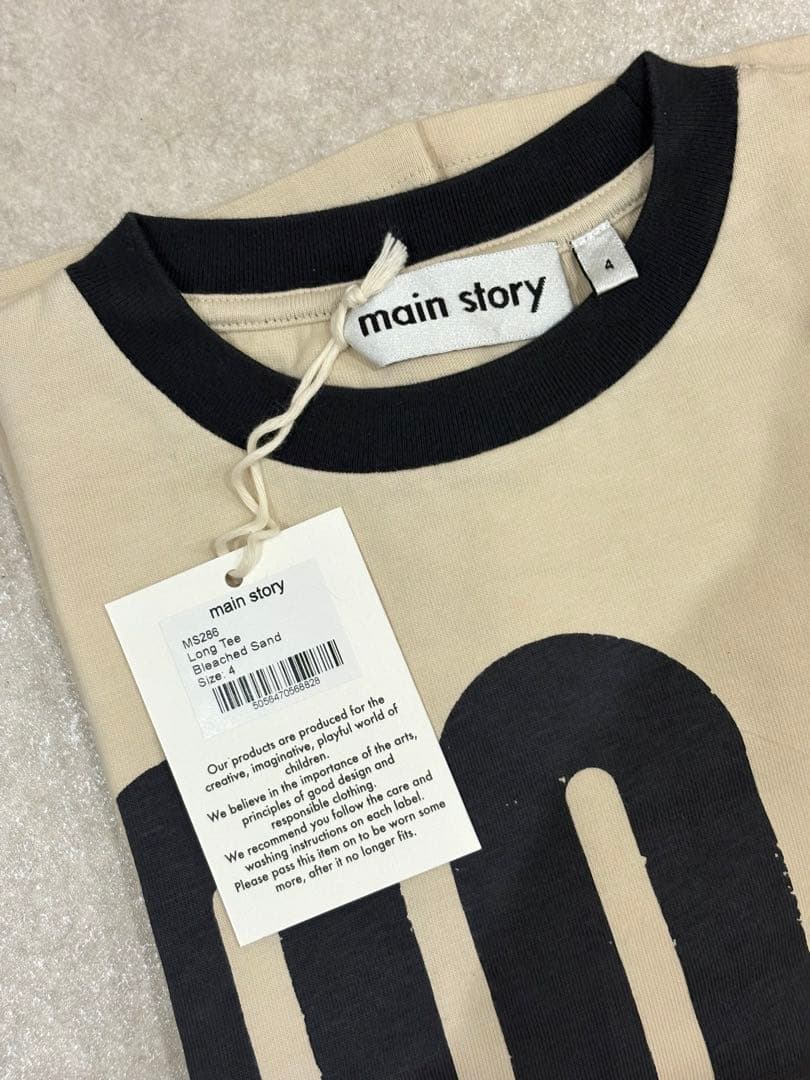 main story
4
main story
MS286
Long Tee
Bleached Sand
Size: 4
5056470568828
Our products are produced for the
creative, imaginative, playful world of
children.
We believe in the importance of the arts,
principles of good design and
responsible clothing.
We recommend you follow the care and
washing instructions on each label.
Please pass this item on to be worn some
more, after it no longer fits.